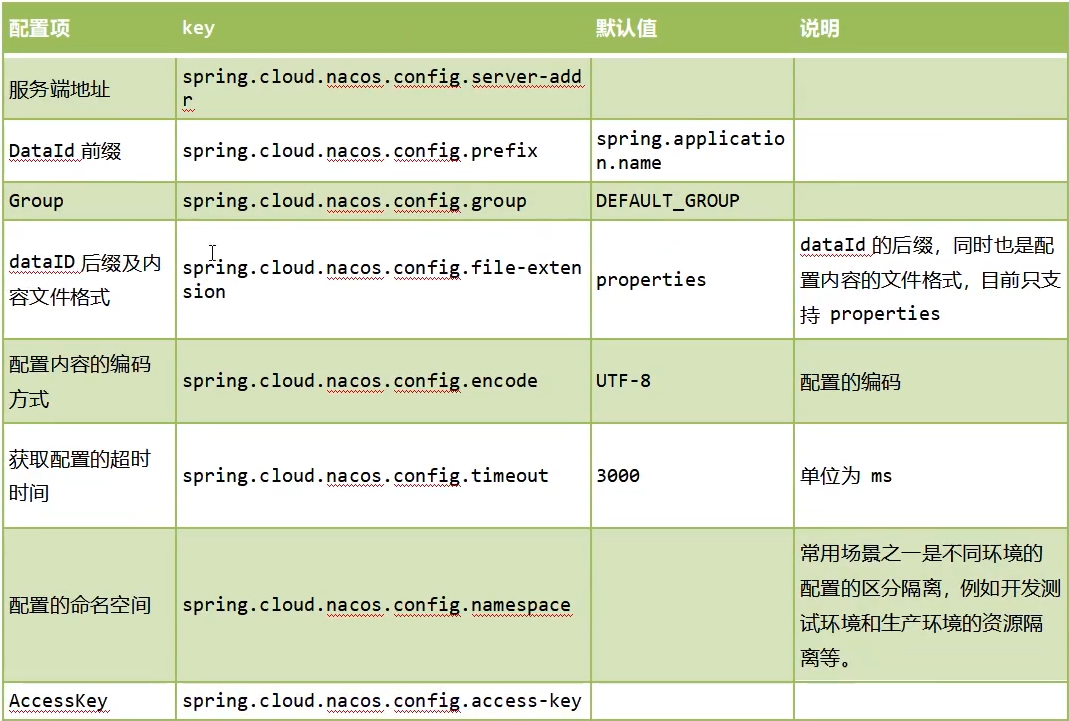 配置项 key 默认值 说明
服务端地址 spring.cloud.nacos.config.server-add
r
DataId 前缀 spring.cloud.nacos.config.prefix spring.applicatio
n.name
Group spring.cloud.nacos.config.group DEFAULT_GROUP
dataID 后缀及内
容文件格式
spring.cloud.nacos.config.file-exten
sion
properties
dataId 的后缀，同时也是配
置内容的文件格式，目前只支
持 properties
配置内容的编码
方式
spring.cloud.nacos.config.encode UTF-8 配置的编码
获取配置的超时
时间
spring.cloud.nacos.config.timeout 3000 单位为 ms
配置的命名空间 spring.cloud.nacos.config.namespace
常用场景之一是不同环境的
配置的区分隔离，例如开发测
试环境和生产环境的资源隔
离等。
AccessKey spring.cloud.nacos.config.access-key